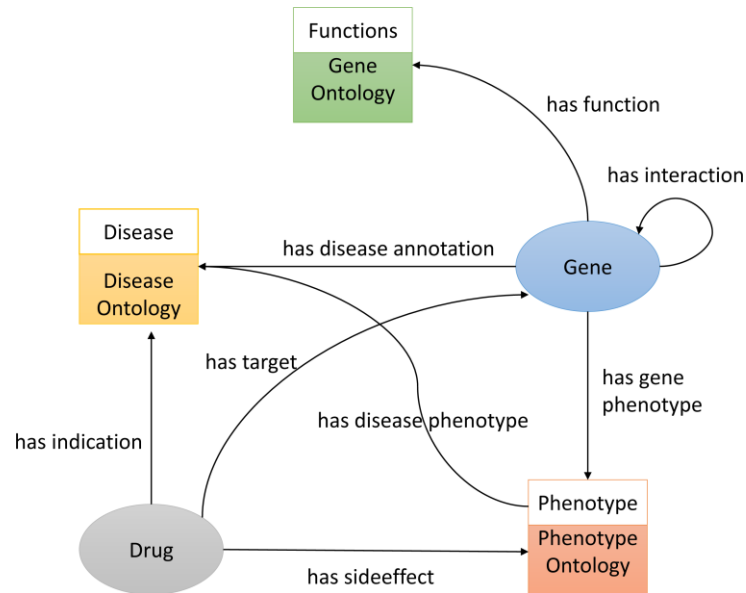 Functions
Gene
Ontology
has function
has interaction
Disease
has disease annotation
Gene
Disease
Ontology
has target
has gene
phenotype
has disease phenotype
has indication
Phenotype
Drug
Phenotype
Ontology
has sideeffect